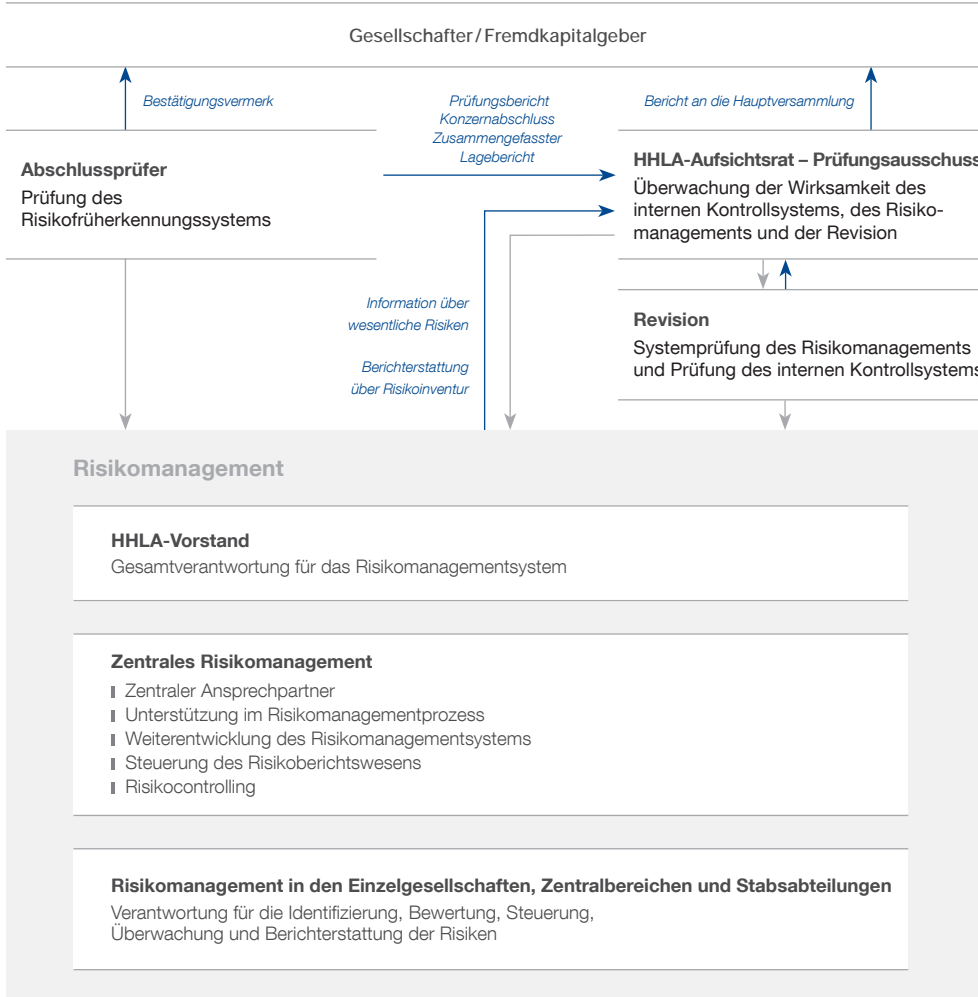 Gesellschafter / Fremdkapitalgeber
Bestätigungsvermerk
Prüfungsbericht
Konzernabschluss
Zusammengefasster
Lagebericht
Bericht an die Hauptversammlung
Abschlussprüfer
Prüfung des
Risikofrüherkennungssystems
HHLA-Aufsichtsrat – Prüfungsausschuss
Überwachung der Wirksamkeit des
internen Kontrollsystems, des Risiko-
managements und der Revision
Information über
wesentliche Risiken
Berichterstattung
über Risikoinventur
Revision
Systemprüfung des Risikomanagements
und Prüfung des internen Kontrollsystems
Risikomanagement
HHLA-Vorstand
Gesamtverantwortung für das Risikomanagementsystem
Zentrales Risikomanagement
Zentraler Ansprechpartner
Unterstützung im Risikomanagementprozess
Weiterentwicklung des Risikomanagementsystems
Steuerung des Risikoberichtswesens
Risikocontrolling
Risikomanagement in den Einzelgesellschaften, Zentralbereichen und Stabsabteilungen
Verantwortung für die Identifizierung, Bewertung, Steuerung,
Überwachung und Berichterstattung der Risiken